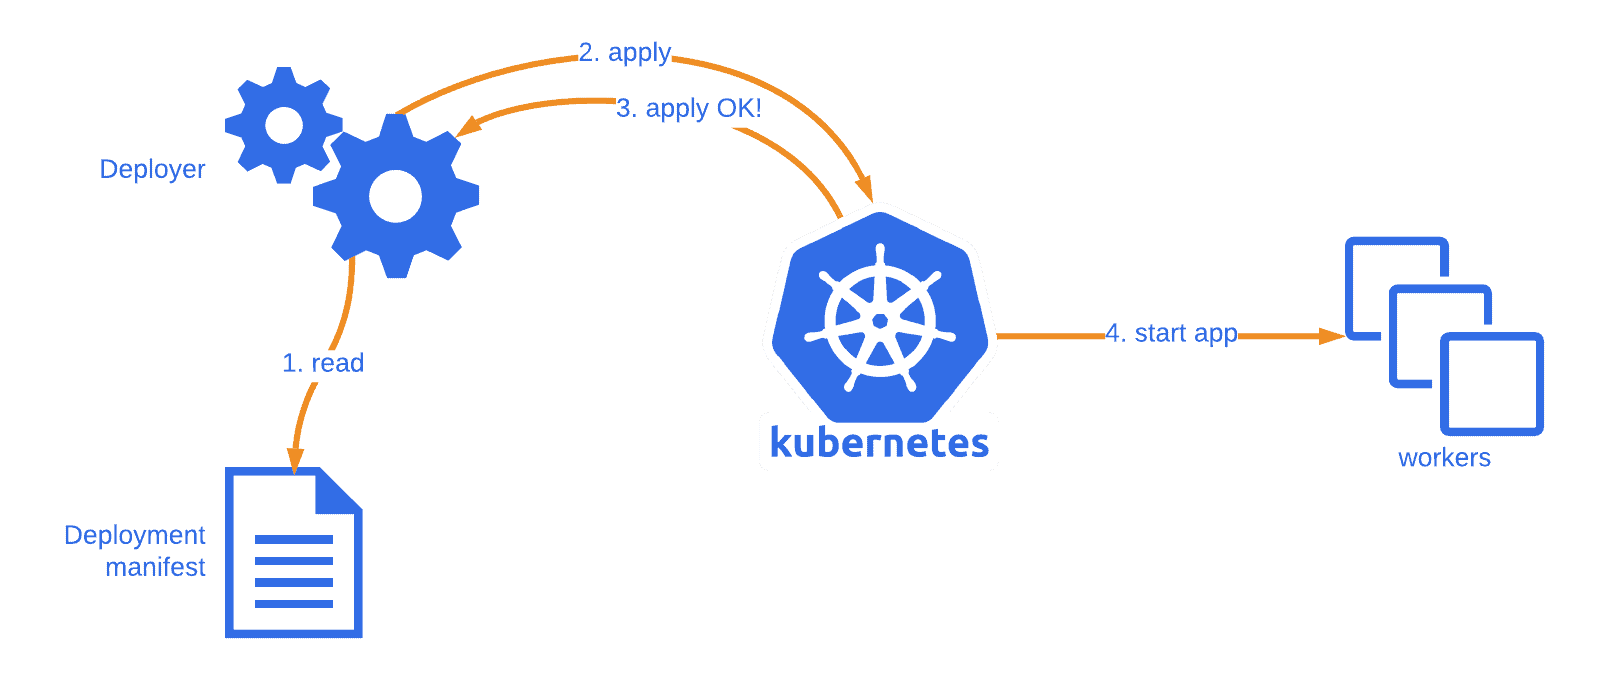 2. apply
3. apply OK!
Deployer
1. read
4. start app
kubernetes
workers
Deployment
manifest